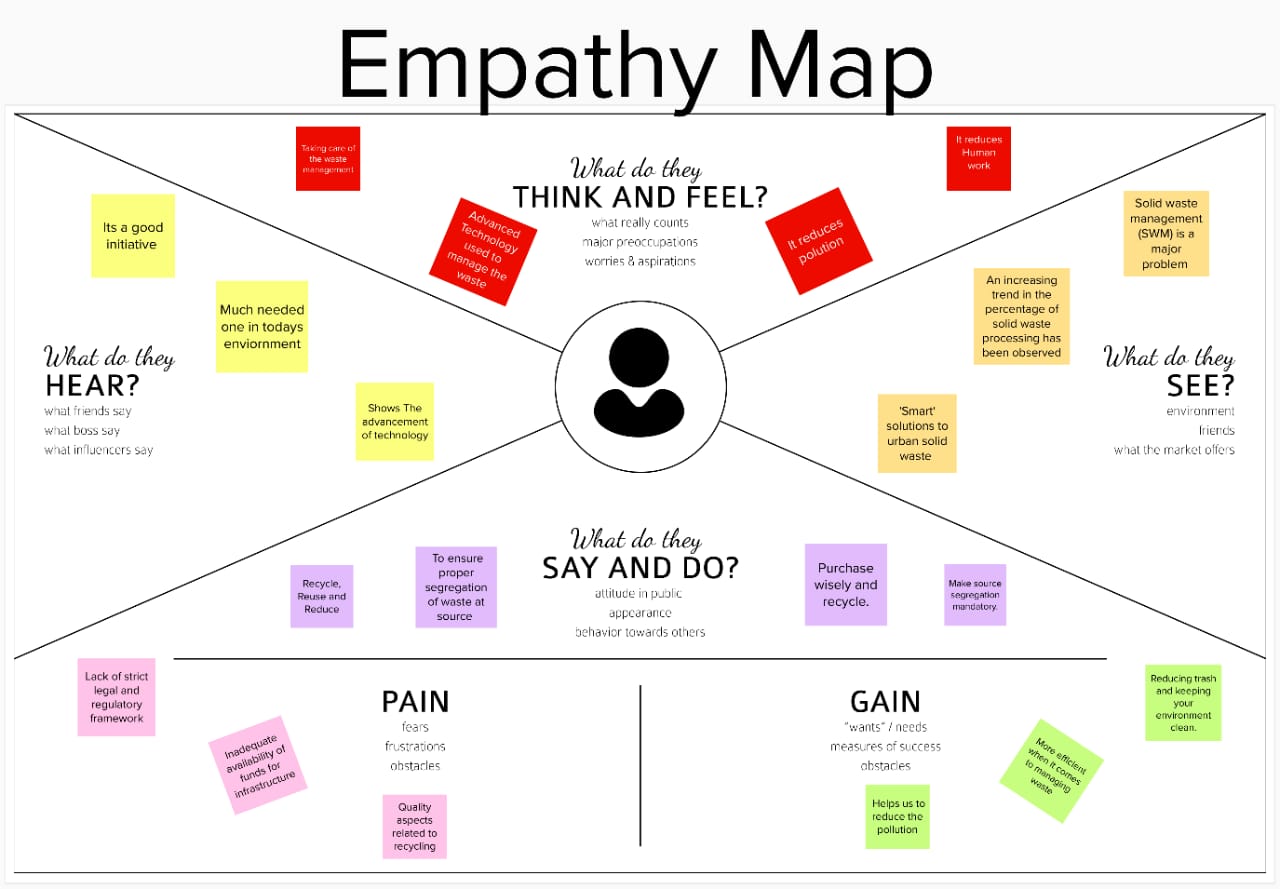 Empathy Map
What do they
THINK AND FEEL?
what really counts
major preoccupations
worries & aspirations
Taking care of
the waste
management
Advanced
Technology
used to
manage the
waste
It reduces
polution
It reduces
Human
work
Its a good
initiative
Much needed
one in todays
enviornment
Shows The
advancement
of technology
What do they
HEAR?
what friends say
what boss say
what influencers say
Solid waste
management
(SWM) is a
major
problem
An increasing
trend in the
percentage of
solid waste
processing has
been observed
'Smart'
solutions to
urban solid
waste
What do they
SEE?
environment
friends
what the market offers
What do they
SAY AND DO?
attitude in public
appearance
behavior towards others
Recycle,
Reuse and
Reduce
To ensure
proper
segregation
of waste at
source
Purchase
wisely and
recycle.
Make source
segregation
mandatory.
PAIN
fears
frustrations
obstacles
Lack of strict
legal and
regulatory
framework
Inadequate
availability of
funds for
infrastructure
Quality
aspects
related to
recycling
GAIN
"wants" / needs
measures of success
obstacles
Helps us to
reduce the
pollution
More efficient
when it comes
to managing
waste
Reducing trash
and keeping
your
environment
clean.